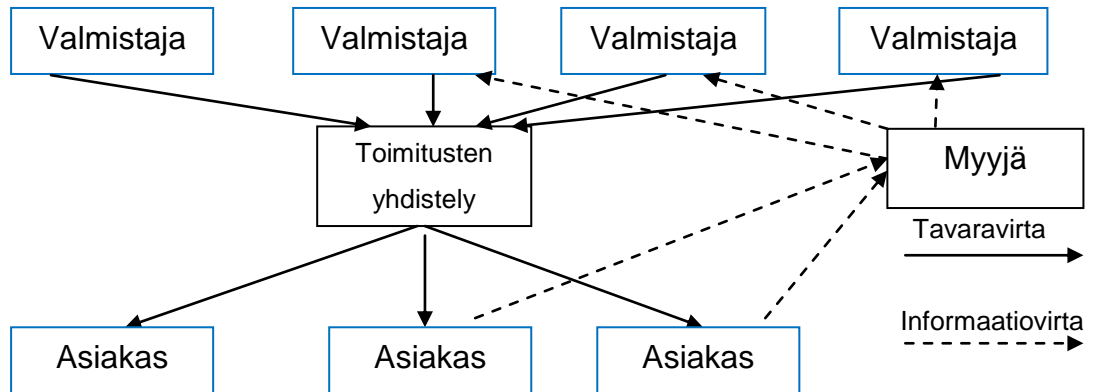 Valmistaja
Valmistaja
Valmistaja
Valmistaja
Toimitusten
yhdistely
Myyjä
Tavaravirta
Informaatiovirta
Asiakas
Asiakas
Asiakas